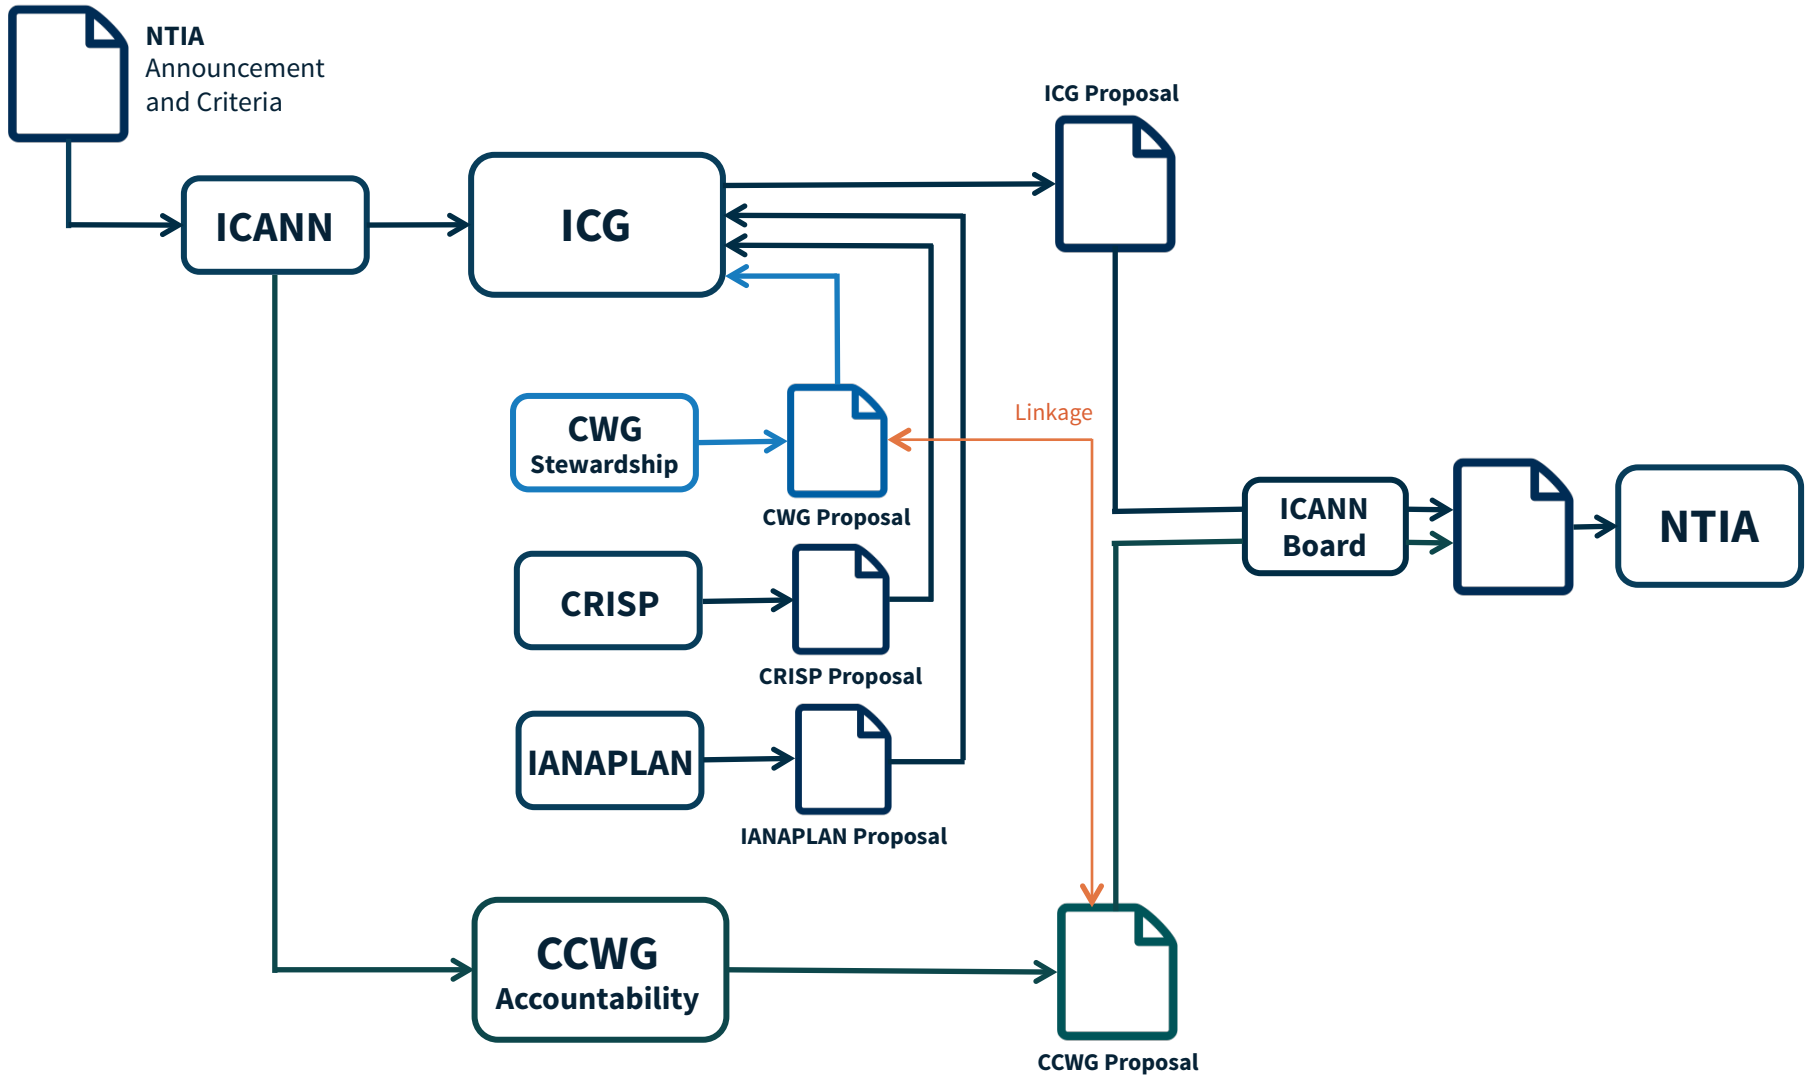 NTIA
Announcement
and Criteria
ICG Proposal
ICANN
ICG
Linkage
CWG
Stewardship
CWG Proposal
ICANN
Board
NTIA
CRISP
CRISP Proposal
IANAPLAN
IANAPLAN Proposal
CCWG
Accountability
CCWG Proposal